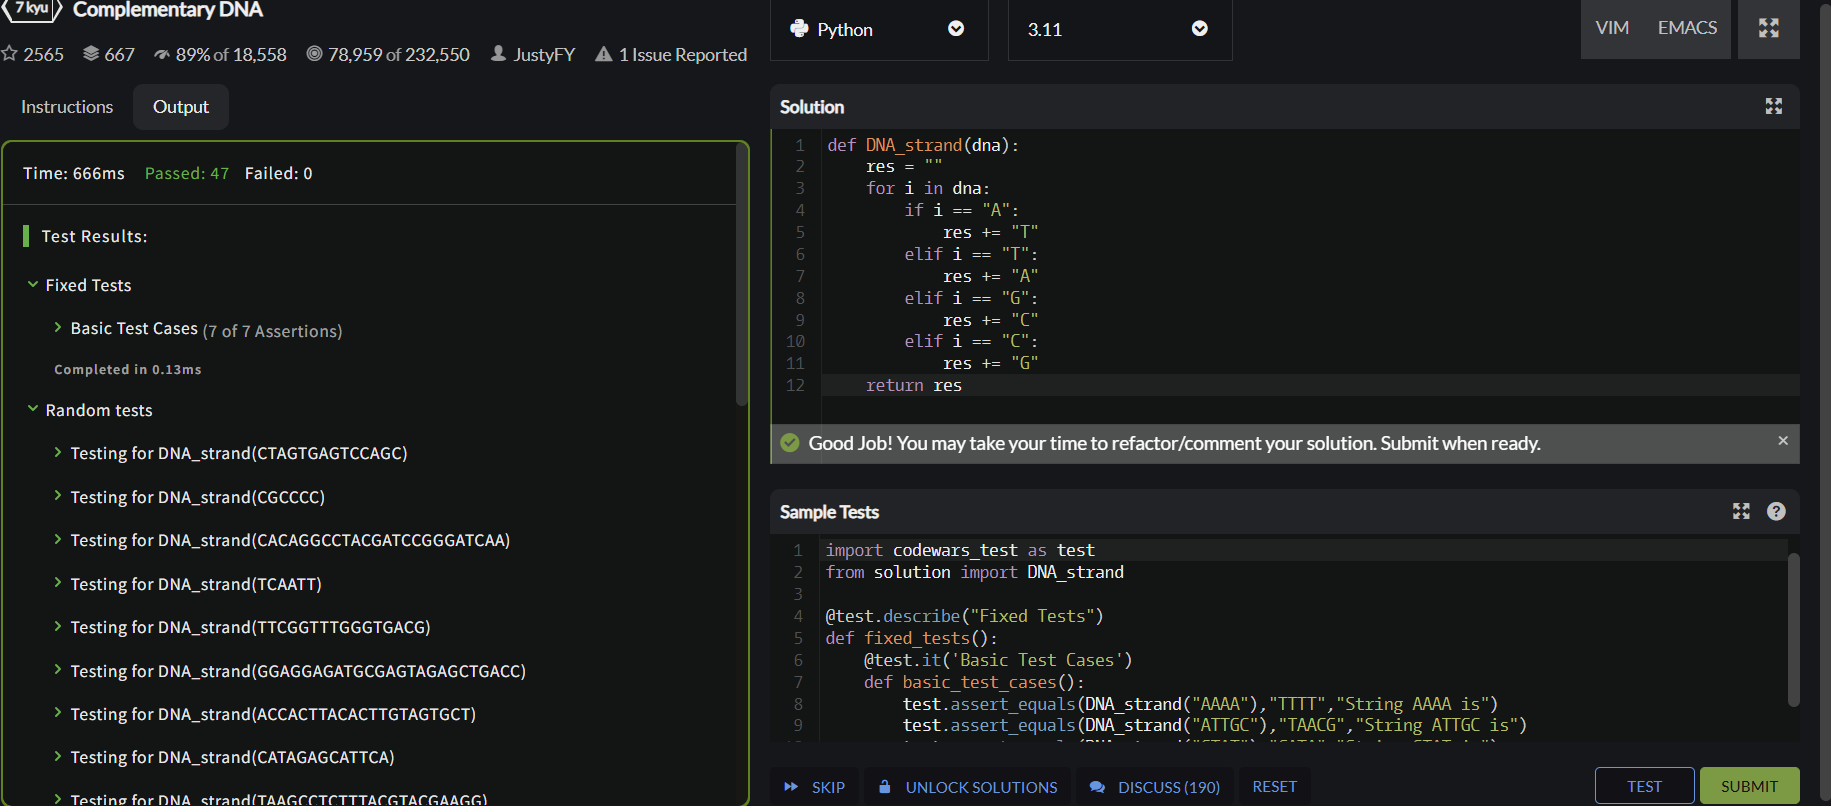 7 kyu Complementary DNA
2565 667 89% of 18,558 78,959 of 232,550 JustyFY 1 Issue Reported
Instructions Output
Time: 666ms Passed: 47 Failed: 0
Test Results:
Fixed Tests
Basic Test Cases (7 of 7 Assertions)
Completed in 0.13ms
Random tests
Testing for DNA_strand(CTAGTGAGTCCAGC)
Testing for DNA_strand(CGCCCC)
Testing for DNA_strand(CACAGGCCTACGATCCGGGATCAA)
Testing for DNA_strand(TCAATT)
Testing for DNA_strand(TTCGGTTTGGGTGACG)
Testing for DNA_strand(GGAGGAGATGCGAGTAGAGCTGACC)
Testing for DNA_strand(ACCACTTACACTTGTAGTGCT)
Testing for DNA_strand(CATAGAGCATTCA)
Testing for DNA_strand(TAAGCCTCTTTACGTACGAAGG)
Python 3.11 VIM EMACS
Solution
1 def DNA_strand(dna):
2 res = ""
3 for i in dna:
4 if i == "A":
5 res += "T"
6 elif i == "T":
7 res += "A"
8 elif i == "G":
9 res += "C"
10 elif i == "C":
11 res += "G"
12 return res
Good Job! You may take your time to refactor/comment your solution. Submit when ready.
Sample Tests
1 import codewars_test as test
2 from solution import DNA_strand
3
4 @test.describe("Fixed Tests")
5 def fixed_tests():
6 @test.it('Basic Test Cases')
7 def basic_test_cases():
8 test.assert_equals(DNA_strand("AAAA"),"TTTT","String AAAA is")
9 test.assert_equals(DNA_strand("ATTGC"),"TAACG","String ATTGC is")
SKIP UNLOCK SOLUTIONS DISCUSS (190) RESET TEST SUBMIT